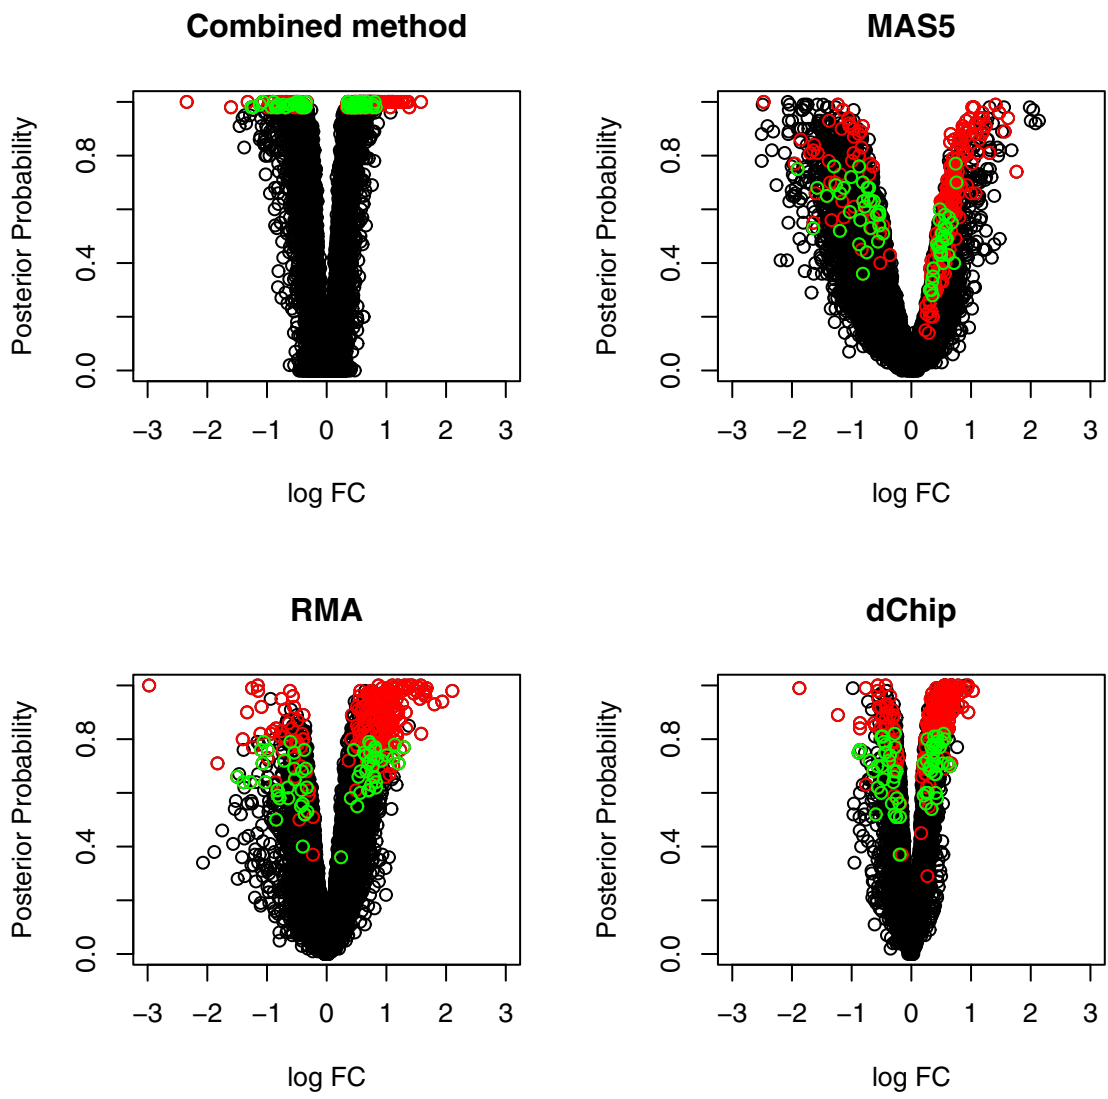 Combined method
Posterior Probability
0.0 0.4 0.8
−3 −2 −1 0 1 2 3
log FC
MAS5
Posterior Probability
0.0 0.4 0.8
−3 −2 −1 0 1 2 3
log FC
RMA
Posterior Probability
0.0 0.4 0.8
−3 −2 −1 0 1 2 3
log FC
dChip
Posterior Probability
0.0 0.4 0.8
−3 −2 −1 0 1 2 3
log FC